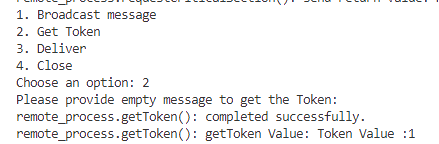 remote_process.requestCriticalSection(): Send return value:
1. Broadcast message
2. Get Token
3. Deliver
4. Close
Choose an option: 2
Please provide empty message to get the Token:
remote_process.getToken(): completed successfully.
remote_process.getToken(): getToken Value: Token Value :1